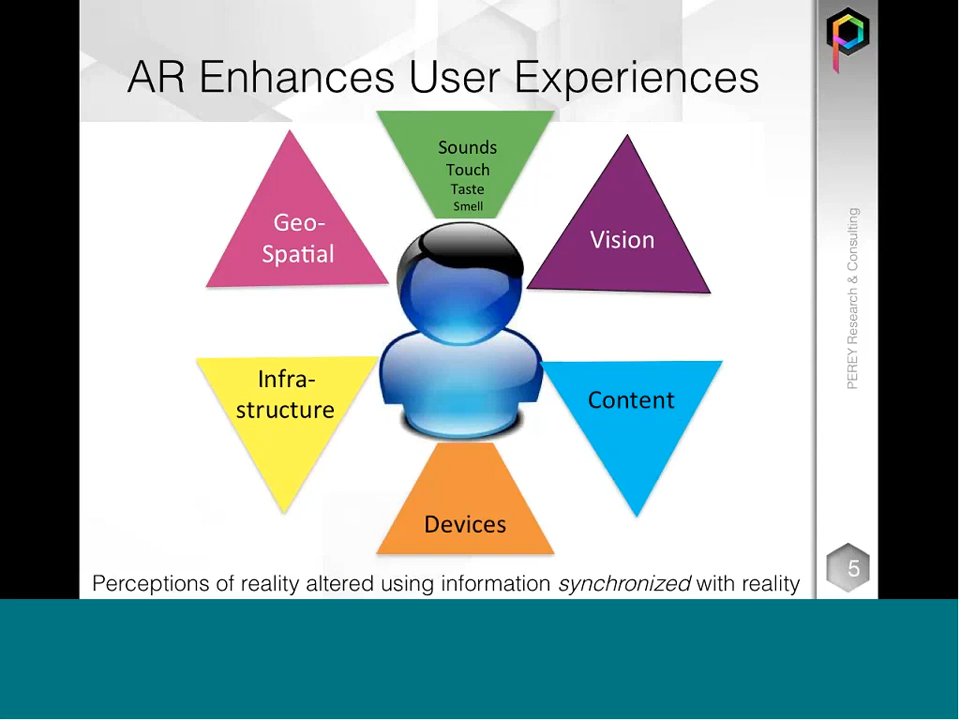 AR Enhances User Experiences
Sounds
Touch
Taste
Smell
Geo-
Spatial
Vision
Infra-
structure
Content
Devices
Perceptions of reality altered using information synchronized with reality
PEREY Research & Consulting
5